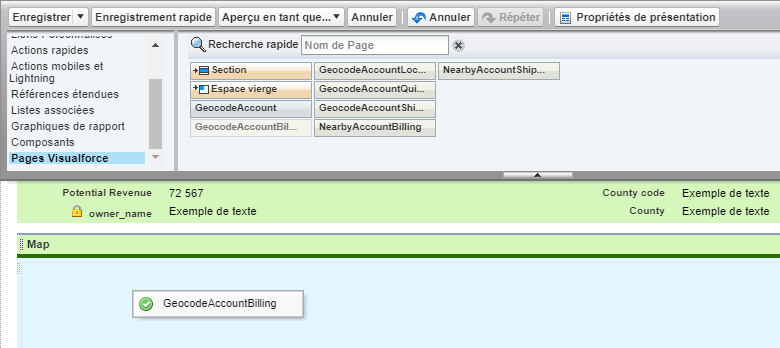 Enregistrer Enregistrement rapide Aperçu en tant que... Annuler Annuler Répéter Propriétés de présentation
Liens Personnalisés
Actions rapides
Actions mobiles et
Lightning
Références étendues
Listes associées
Graphiques de rapport
Composants
Pages Visualforce
Recherche rapide Nom de Page
Section GeocodeAccountLoc... NearbyAccountShip...
Espace vierge GeocodeAccountQui...
GeocodeAccount GeocodeAccountShi...
GeocodeAccountBil... NearbyAccountBilling
Potential Revenue 72 567 County code Exemple de texte
owner_name Exemple de texte County Exemple de texte
Map
GeocodeAccountBilling